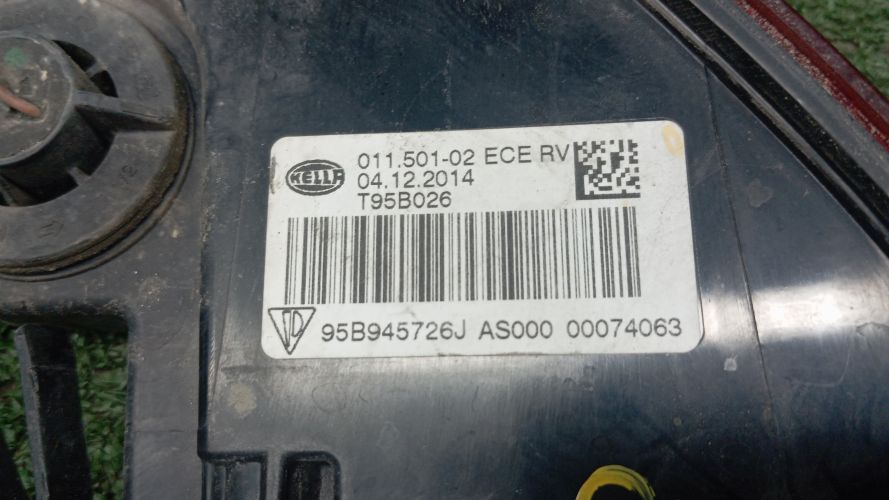 HELLA
011.501-02 ECE RV
04.12.2014
T95B026
95B945726J AS000 00074063